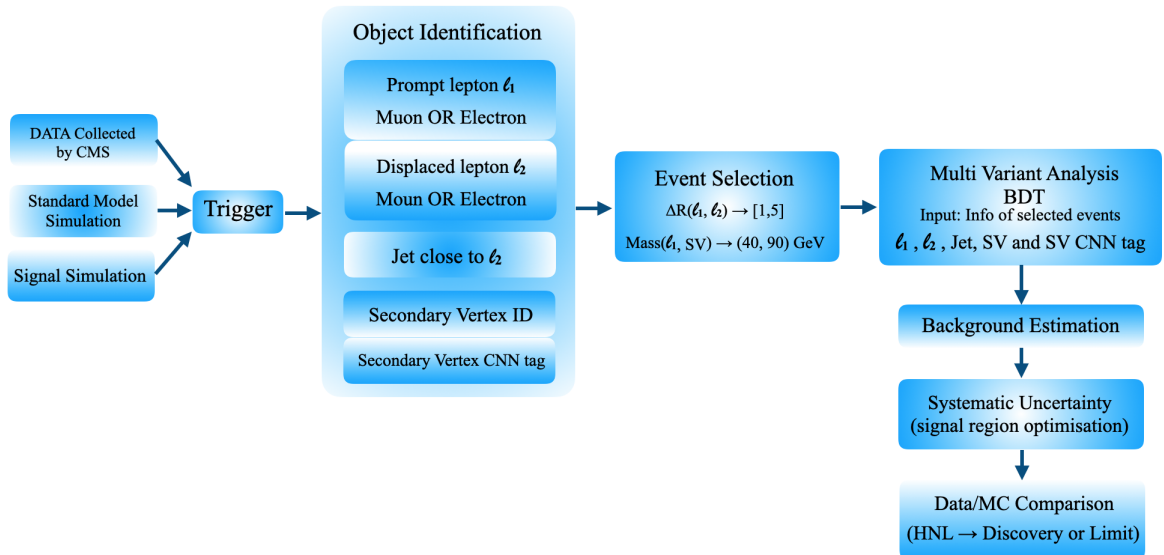 DATA Collected
by CMS
Standard Model
Simulation
Signal Simulation
Trigger
Object Identification
Prompt lepton ℓ₁
Muon OR Electron
Displaced lepton ℓ₂
Moun OR Electron
Jet close to ℓ₂
Secondary Vertex ID
Secondary Vertex CNN tag
Event Selection
ΔR(ℓ₁, ℓ₂) → [1,5]
Mass(ℓ₁, SV) → (40, 90) GeV
Multi Variant Analysis
BDT
Input: Info of selected events
ℓ₁ , ℓ₂ , Jet, SV and SV CNN tag
Background Estimation
Systematic Uncertainty
(signal region optimisation)
Data/MC Comparison
(HNL → Discovery or Limit)